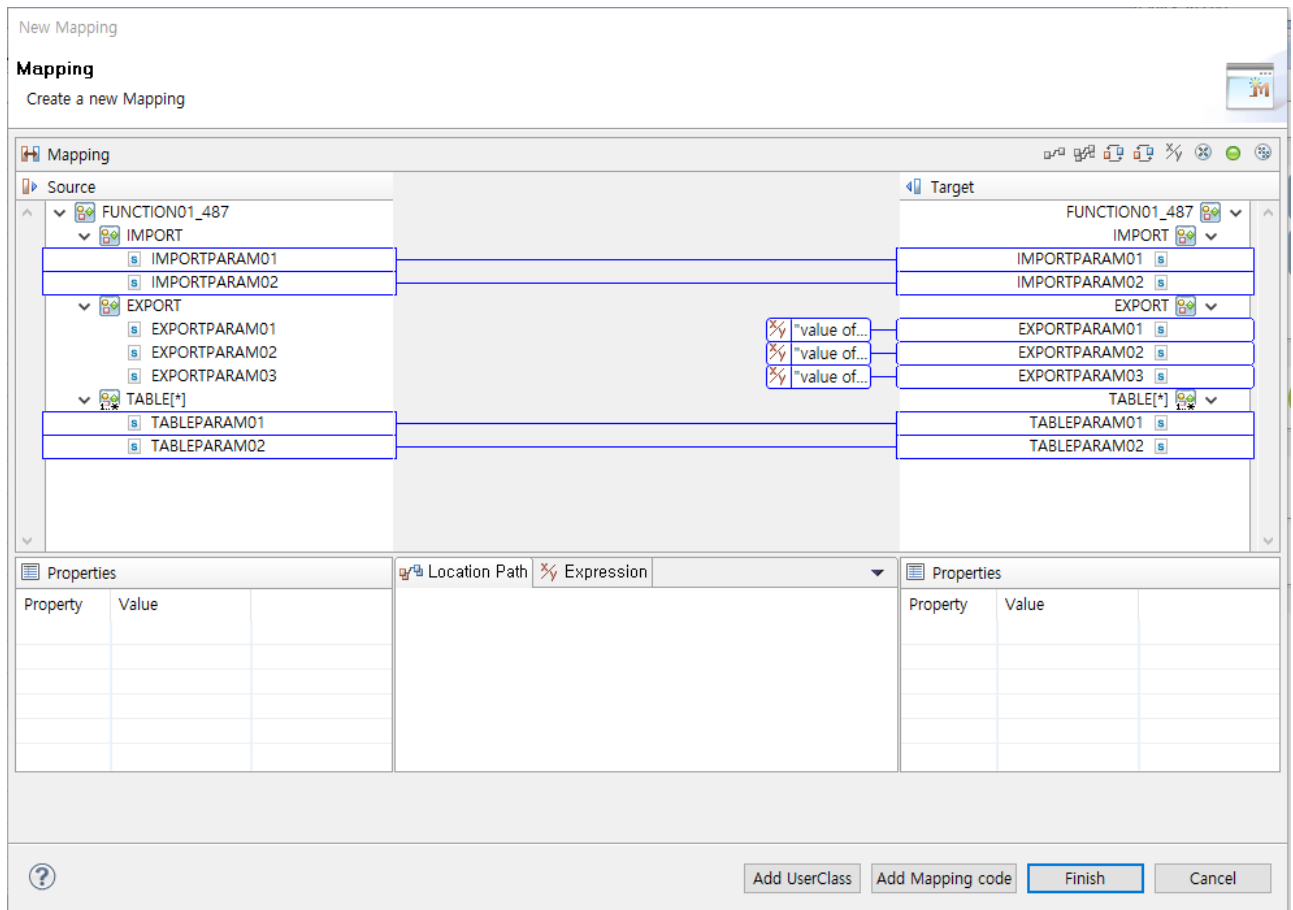 New Mapping
Mapping
Create a new Mapping
Mapping
Source
Target
FUNCTION01_487
FUNCTION01_487
IMPORT
IMPORT
IMPORTPARAM01
IMPORTPARAM01
IMPORTPARAM02
IMPORTPARAM02
EXPORT
EXPORT
EXPORTPARAM01
"value of...
EXPORTPARAM01
EXPORTPARAM02
"value of...
EXPORTPARAM02
EXPORTPARAM03
"value of...
EXPORTPARAM03
TABLE[*]
TABLE[*]
TABLEPARAM01
TABLEPARAM01
TABLEPARAM02
TABLEPARAM02
Properties
Location Path
Expression
Properties
Property Value
Property Value
Add UserClass
Add Mapping code
Finish
Cancel